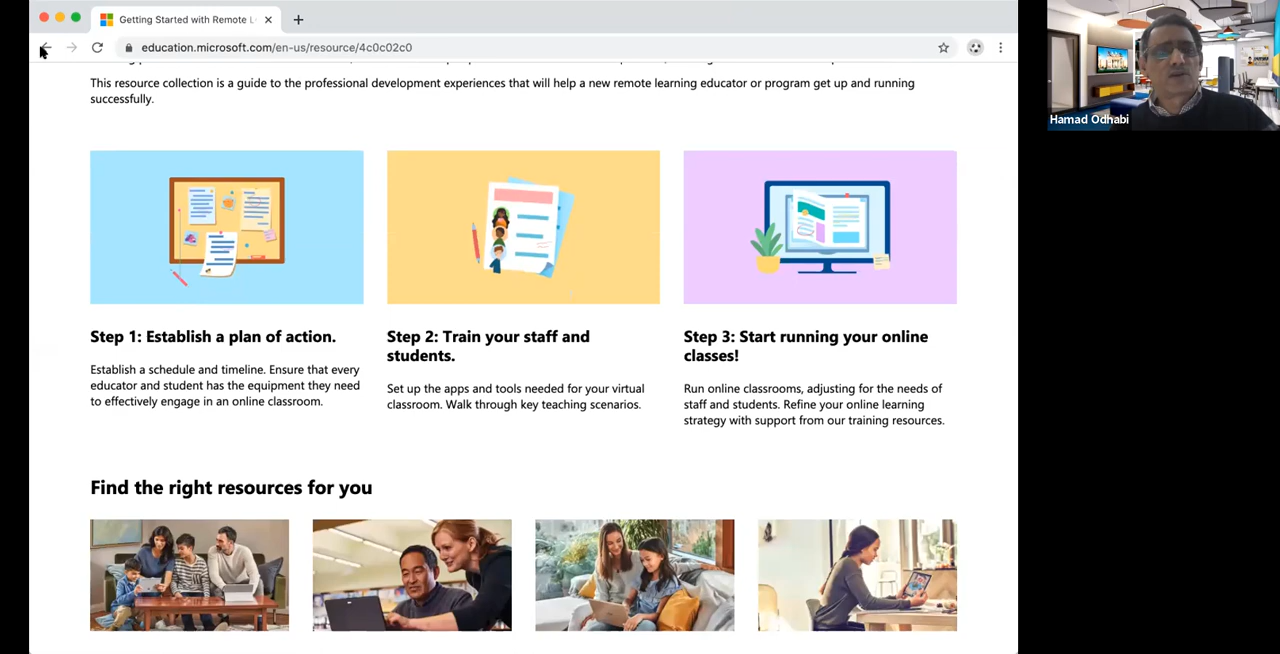 Getting Started with Remote L
education.microsoft.com/en-us/resource/4c0c02c0
This resource collection is a guide to the professional development experiences that will help a new remote learning educator or program get up and running
successfully.
Step 1: Establish a plan of action.
Establish a schedule and timeline. Ensure that every
educator and student has the equipment they need
to effectively engage in an online classroom.
Step 2: Train your staff and
students.
Set up the apps and tools needed for your virtual
classroom. Walk through key teaching scenarios.
Step 3: Start running your online
classes!
Run online classrooms, adjusting for the needs of
staff and students. Refine your online learning
strategy with support from our training resources.
Find the right resources for you
Hamad Odhabi